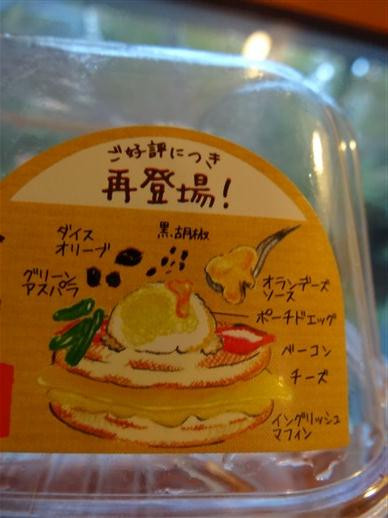 ご好評につき
再登場!
ダイス
オリーブ
黒胡椒
グリーン
アスパラ
オランデーズ
ソース
ポーチドエッグ
ベーコン
チーズ
イングリッシュ
マフィン